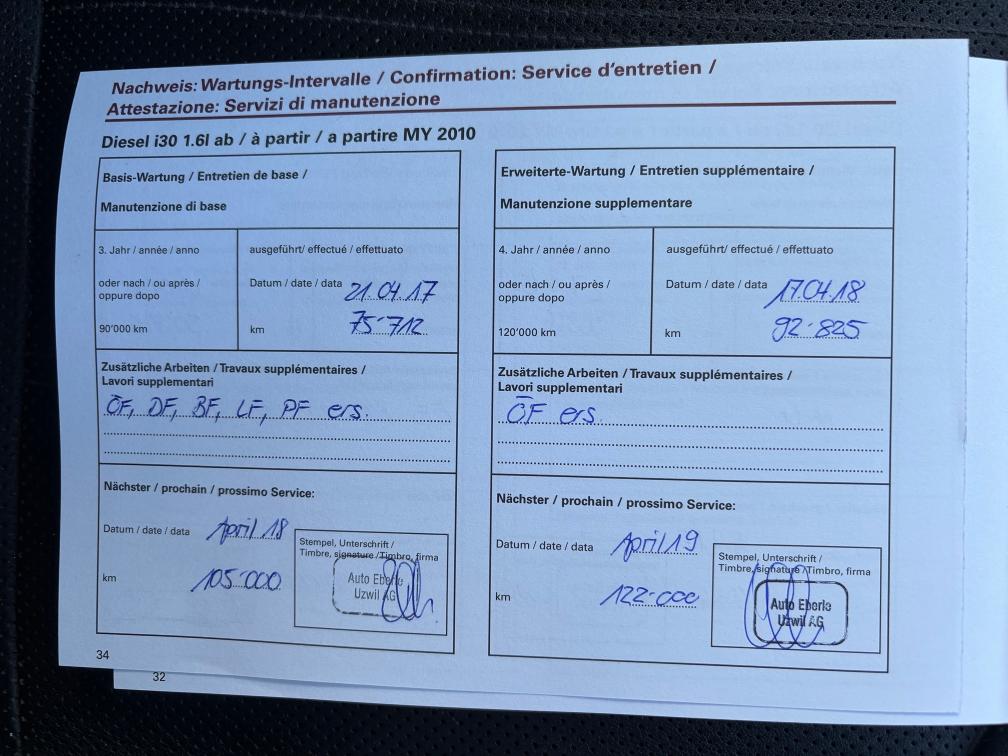 Nachweis: Wartungs-Intervalle / Confirmation: Service d'entretien /
Attestazione: Servizi di manutenzione
Diesel i30 1.6l ab / à partir / a partire MY 2010
Basis-Wartung / Entretien de base /
Manutenzione di base
3. Jahr / année / anno
oder nach / ou après /
oppure dopo
90'000 km
ausgeführt/ effectué / effettuato
Datum / date / data 21.04.17
km 75'712
Zusätzliche Arbeiten / Travaux supplémentaires /
Lavori supplementari
ÖF, DF, BF, LF, PF ers.
Nächster / prochain / prossimo Service:
Datum / date / data April 18
km 105'000
Stempel, Unterschrift /
Timbre, signature /Timbro, firma
Auto Eberle
Uzwil AG
34
32
Erweiterte-Wartung / Entretien supplémentaire /
Manutenzione supplementare
4. Jahr / année / anno
oder nach / ou après /
oppure dopo
120'000 km
ausgeführt/ effectué / effettuato
Datum / date / data 17.04.18
km 92'825
Zusätzliche Arbeiten / Travaux supplémentaires /
Lavori supplementari
ÖF ers.
Nächster / prochain / prossimo Service:
Datum / date / data April 19
km 122'000
Stempel, Unterschrift /
Timbre, signature /Timbro, firma
Auto Eberle
Uzwil AG